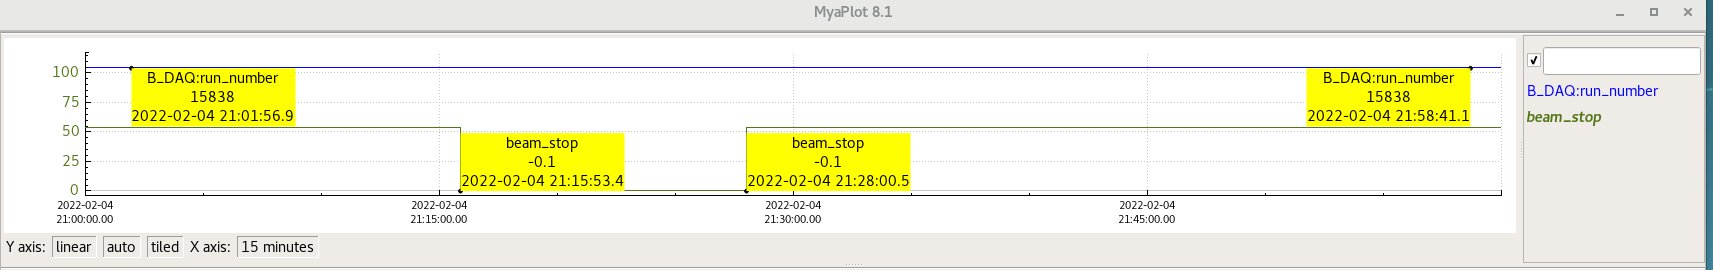 MyaPlot 8.1
100
75
50
25
0
B_DAQ:run_number
15838
2022-02-04 21:01:56.9
beam_stop
-0.1
2022-02-04 21:15:53.4
beam_stop
-0.1
2022-02-04 21:28:00.5
B_DAQ:run_number
15838
2022-02-04 21:58:41.1
2022-02-04
21:00:00.00
2022-02-04
21:15:00.00
2022-02-04
21:30:00.00
2022-02-04
21:45:00.00
B_DAQ:run_number
beam_stop
Y axis: linear auto tiled X axis: 15 minutes